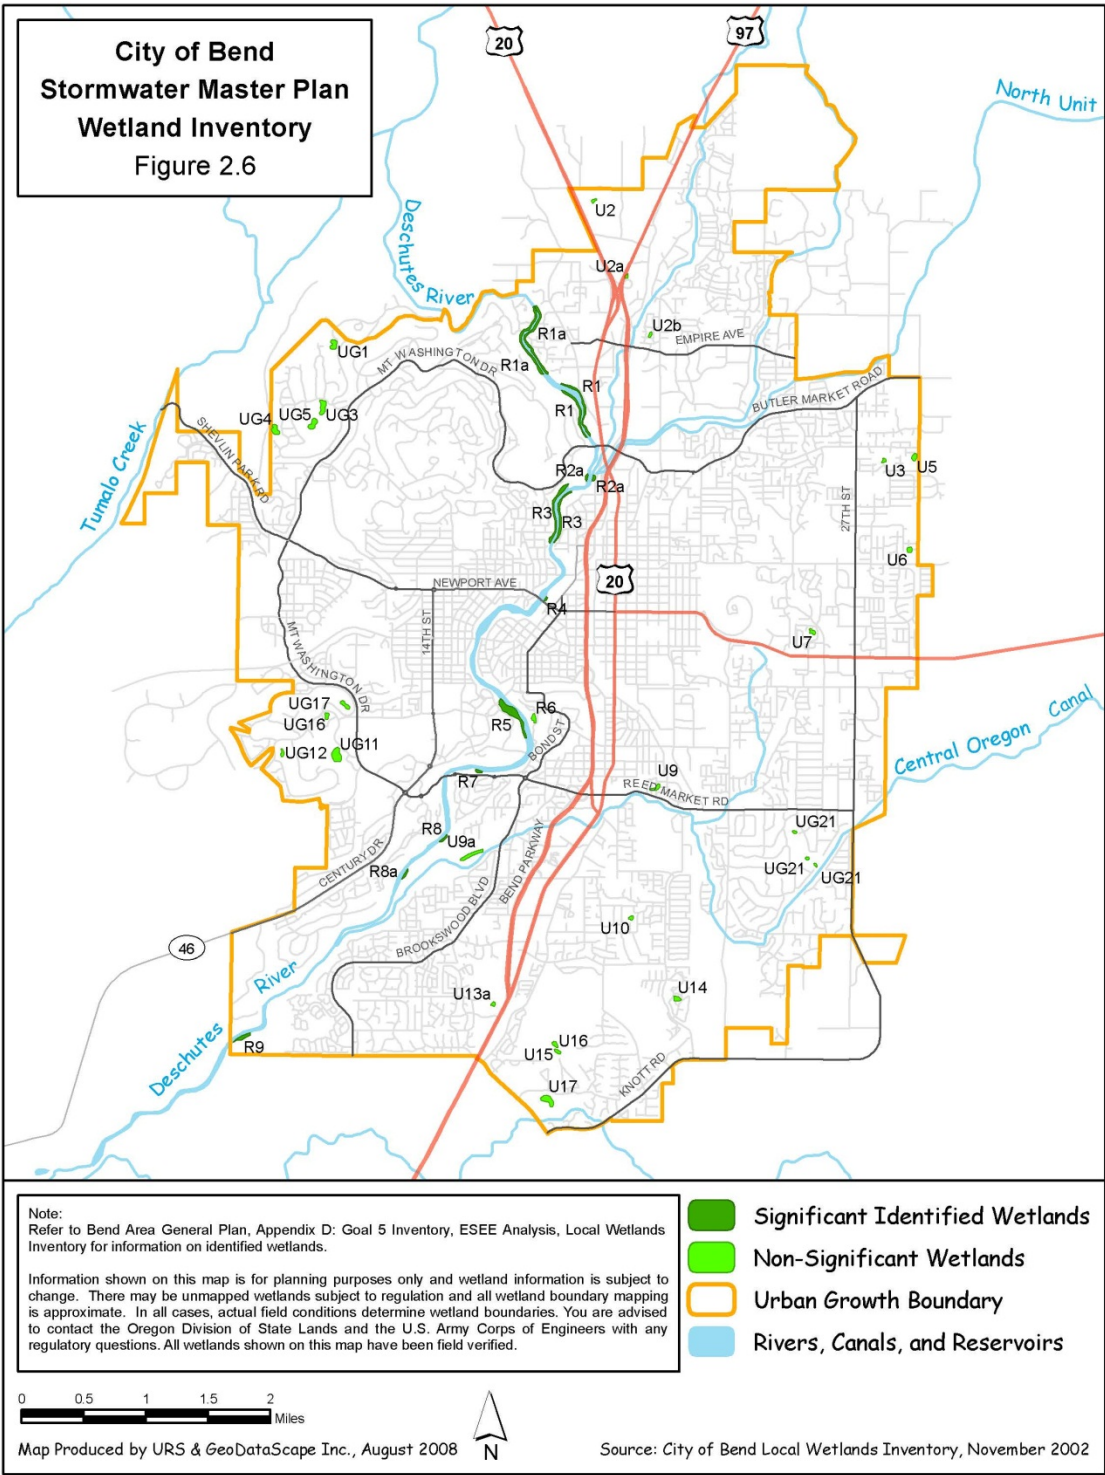 City of Bend
Stormwater Master Plan
Wetland Inventory
Figure 2.6
20
97
North Unit
Deschutes River
U2
U2a
U2b
EMPIRE AVE
R1a
R1a
UG1
MT WASHINGTON DR
R1
R1
BUTLER MARKET ROAD
UG5
UG3
UG4
SHEVLIN PARK RD
Tumalo Creek
R2a
R2a
U3
U5
R3
R3
27TH ST
U6
20
NEWPORT AVE
R4
14TH ST
U7
MT WASHINGTON DR
UG17
UG16
R5
R6
UG12
UG11
BOND ST
Central Oregon Canal
R7
U9
REED MARKET RD
R8
U9a
UG21
UG21
UG21
CENTURY DR
R8a
BEND PARKWAY
BROOKSWOOD BLVD
U10
46
River
U13a
U14
Deschutes
R9
U16
U15
KNOTT RD
U17
Note:
Refer to Bend Area General Plan, Appendix D: Goal 5 Inventory, ESEE Analysis, Local Wetlands
Inventory for information on identified wetlands.
Information shown on this map is for planning purposes only and wetland information is subject to
change. There may be unmapped wetlands subject to regulation and all wetland boundary mapping
is approximate. In all cases, actual field conditions determine wetland boundaries. You are advised
to contact the Oregon Division of State Lands and the U.S. Army Corps of Engineers with any
regulatory questions. All wetlands shown on this map have been field verified.
Significant Identified Wetlands
Non-Significant Wetlands
Urban Growth Boundary
Rivers, Canals, and Reservoirs
0 0.5 1 1.5 2
Miles
N
Map Produced by URS & GeoDataScape Inc., August 2008
Source: City of Bend Local Wetlands Inventory, November 2002